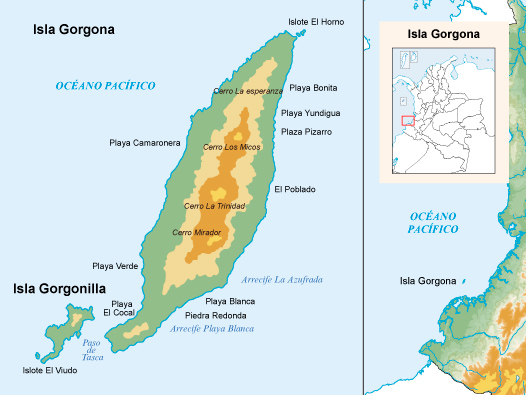 Isla Gorgona
Islote El Horno
OCÉANO PACÍFICO
Cerro La esperanza
Playa Bonita
Playa Yundigua
Plaza Pizarro
Playa Camaronera
Cerro Los Micos
El Poblado
Cerro La Trinidad
Cerro Mirador
Playa Verde
Arrecife La Azufrada
Isla Gorgonilla
Playa
El Cocal
Playa Blanca
Piedra Redonda
Arrecife Playa Blanca
Paso
de
Tasca
Islote El Viudo
Isla Gorgona
OCÉANO
PACÍFICO
Isla Gorgona